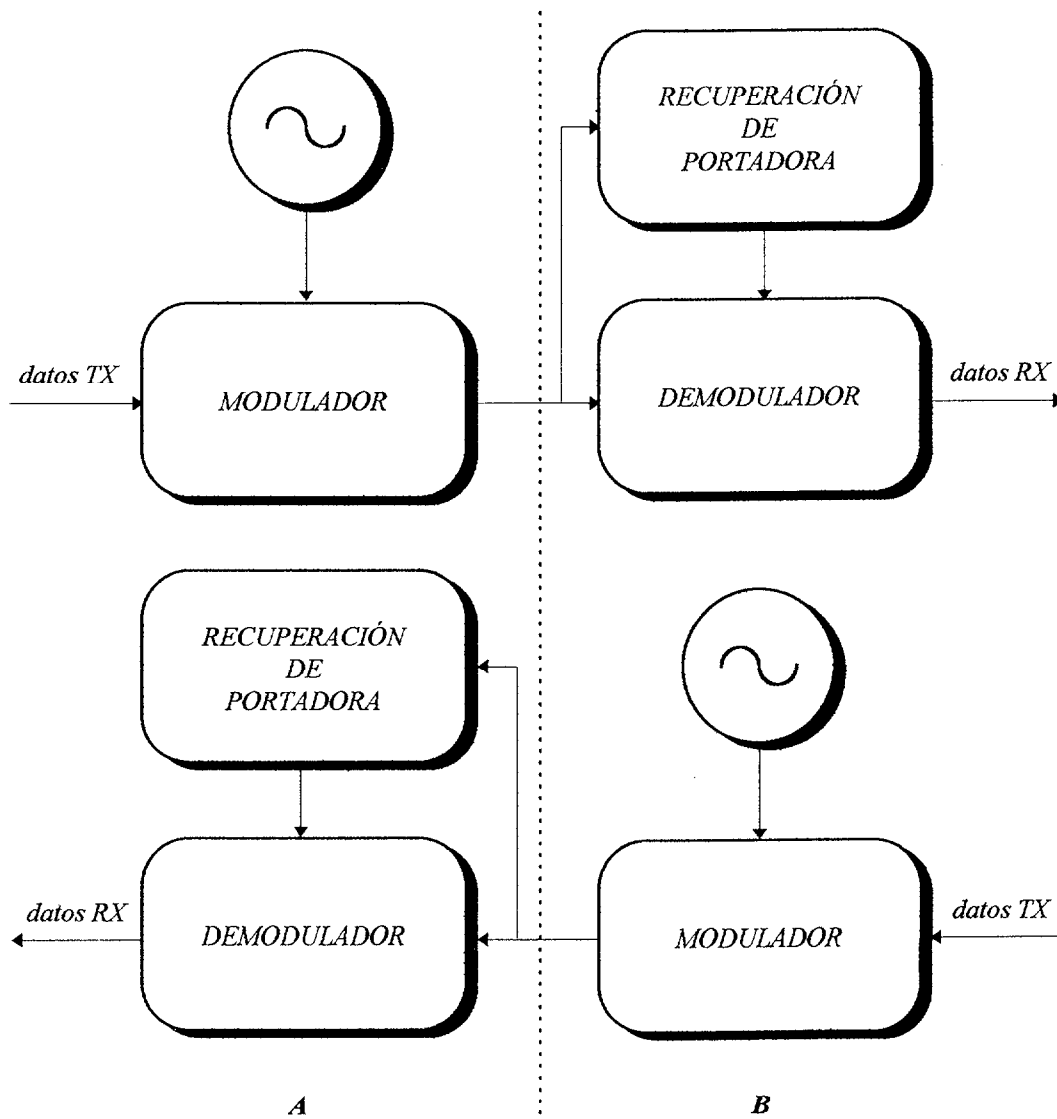 RECUPERACIÓN
DE
PORTADORA
datos TX
MODULADOR
DEMODULADOR
datos RX
RECUPERACIÓN
DE
PORTADORA
datos RX
DEMODULADOR
MODULADOR
datos TX
A
B